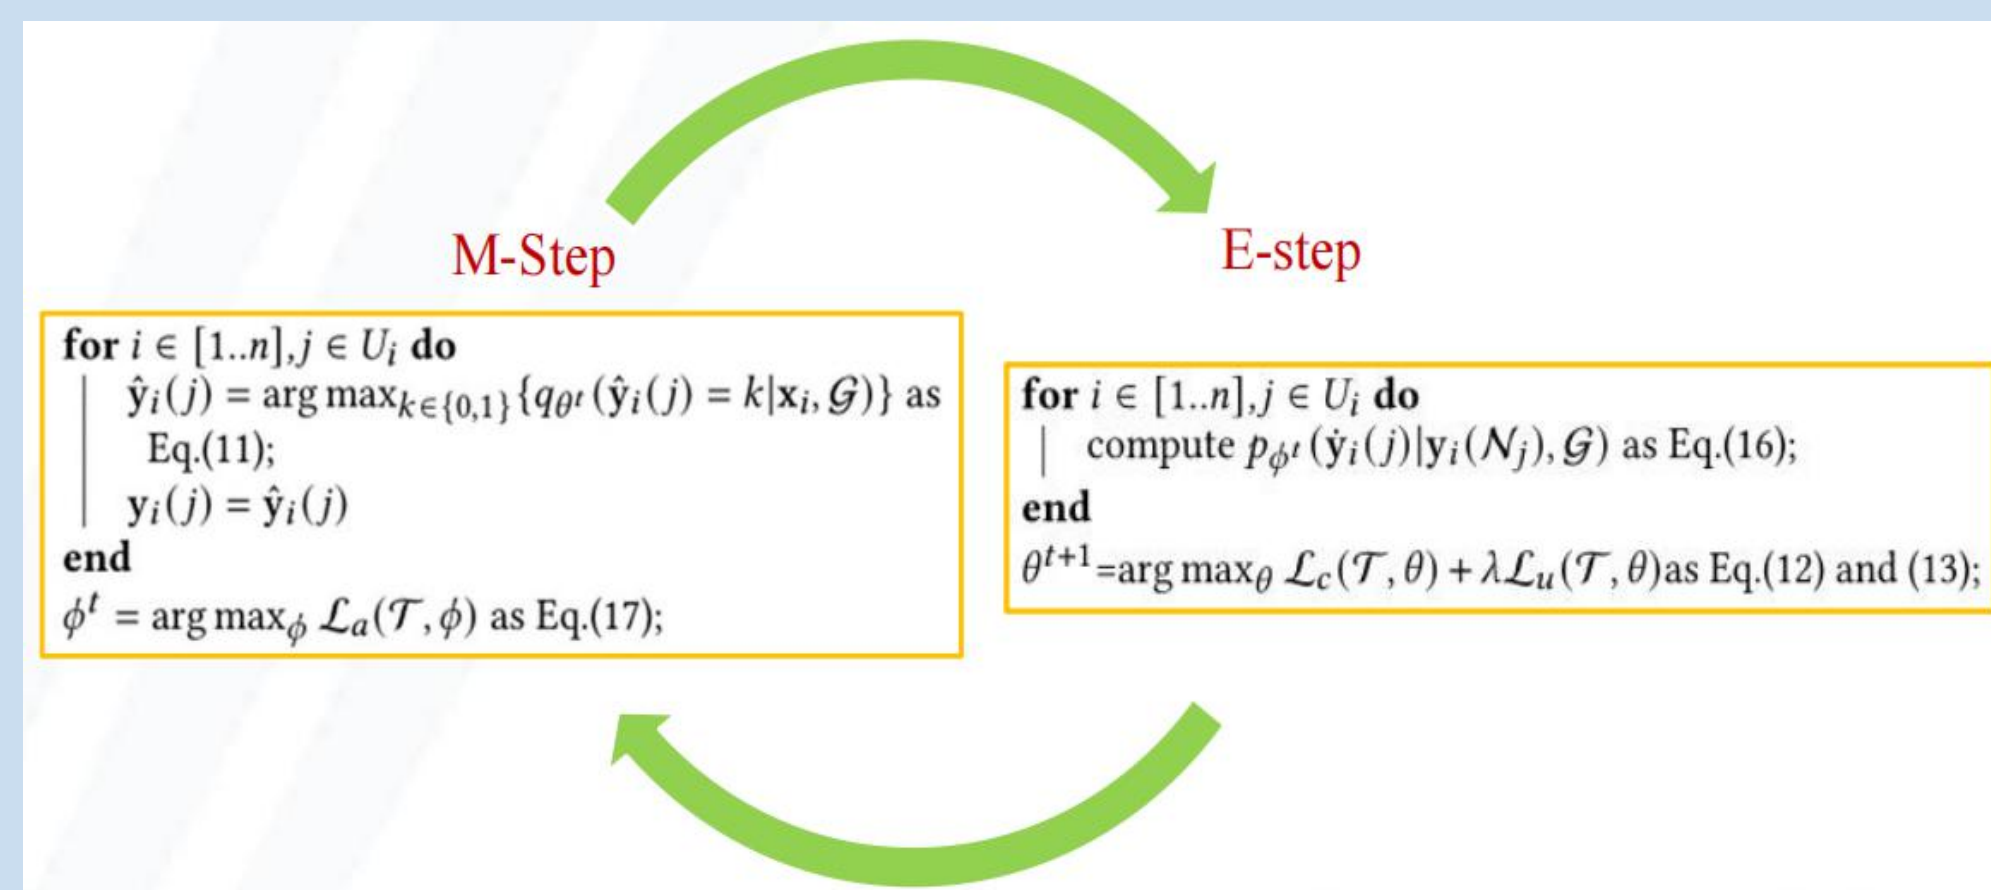 M-Step
for i ∈ [1..n],j ∈ U_i do
ŷ_i(j) = arg max_{k∈{0,1}} {q_{θ^t} (ŷ_i(j) = k|x_i, 𝒢)} as
Eq.(11);
y_i(j) = ŷ_i(j)
end
ϕ^t = arg max_ϕ ℒ_a(𝒯, ϕ) as Eq.(17);
E-step
for i ∈ [1..n],j ∈ U_i do
compute p_{ϕ^t} (ẏ_i(j)|y_i(𝒩_j), 𝒢) as Eq.(16);
end
θ^{t+1}=arg max_θ ℒ_c(𝒯, θ) + λℒ_u(𝒯, θ)as Eq.(12) and (13);